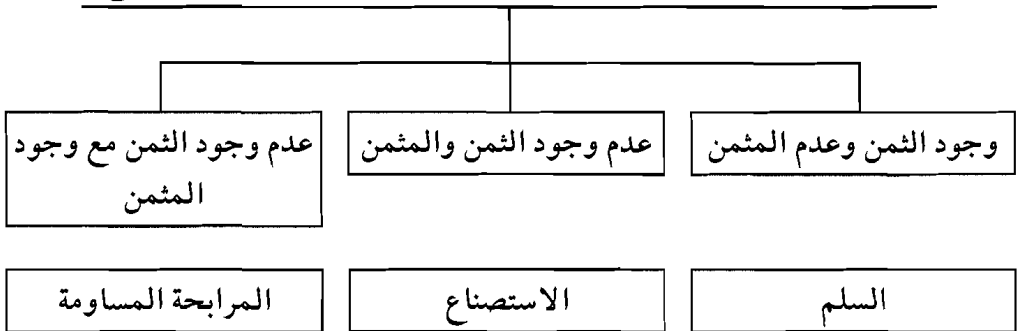 وجود الثمن وعدم المثمن
عدم وجود الثمن والمثمن
عدم وجود الثمن مع وجود
المثمن
السلم
الاستصناع
المرابحة المساومة